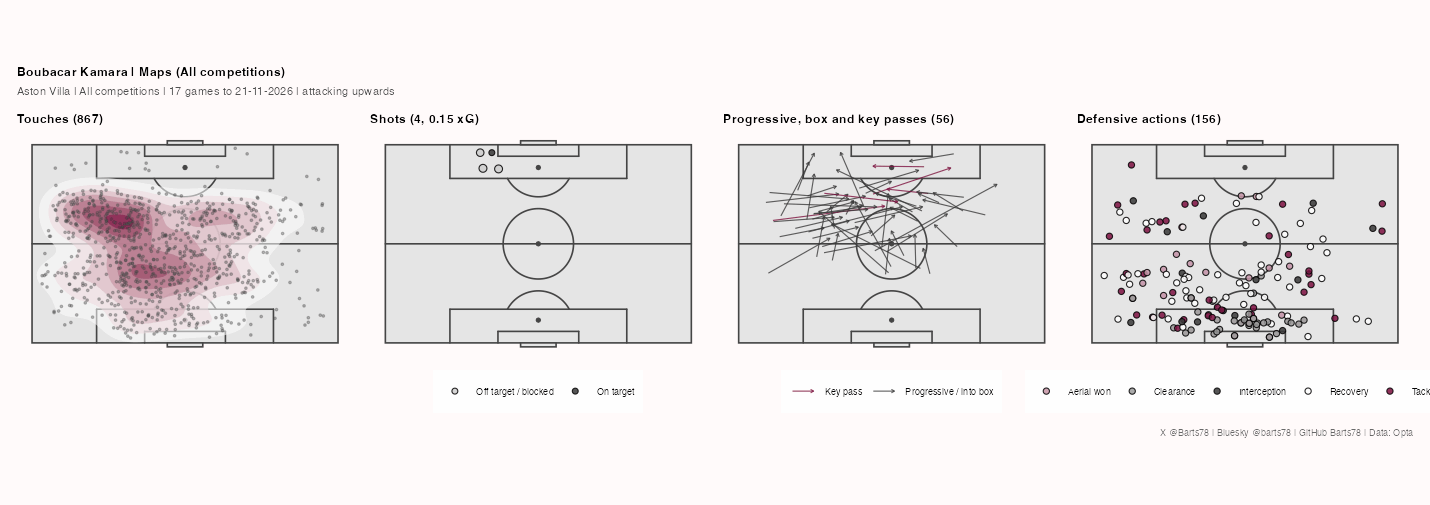 Boubacar Kamara | Maps (All competitions)
Aston Villa | All competitions | 17 games to 21-11-2026 | attacking upwards
Touches (867)
Shots (4, 0.15 xG)
Progressive, box and key passes (56)
Defensive actions (156)
Off target / blocked
On target
Key pass
Progressive / into box
Aerial won
Clearance
Interception
Recovery
Tack
X @Barts78 | Bluesky @barts78 | GitHub Barts78 | Data: Opta